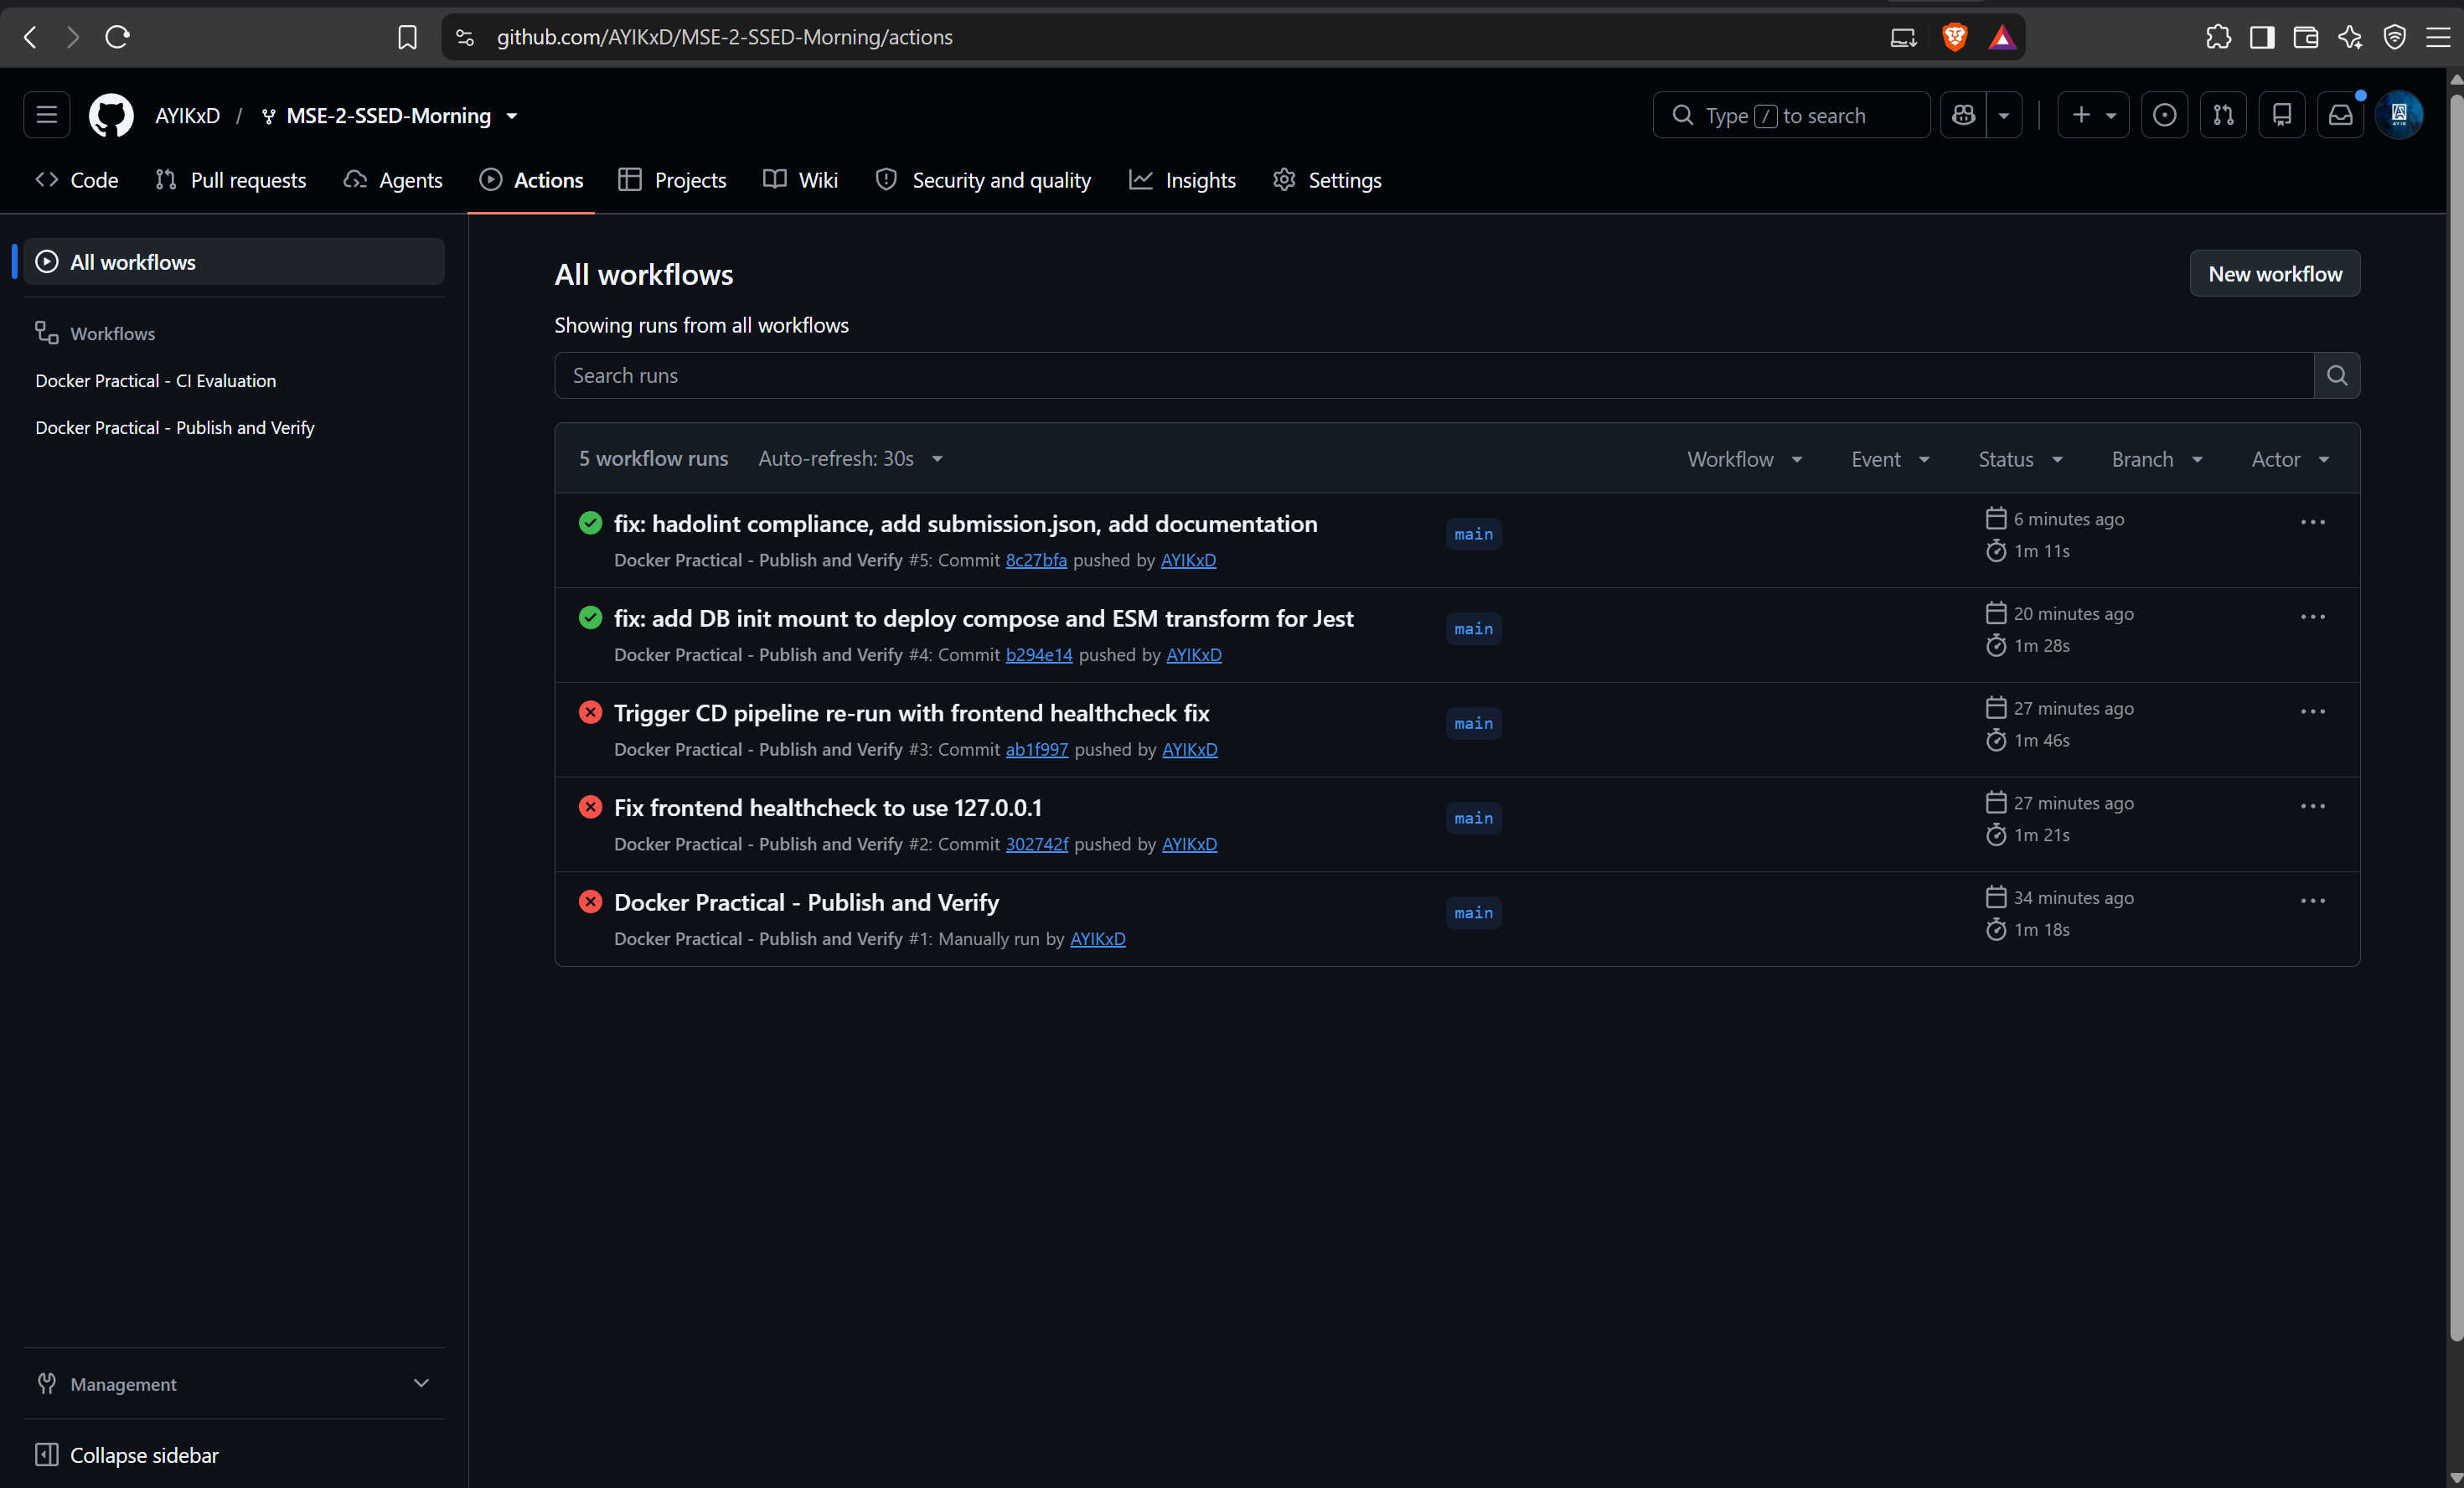 github.com/AYIKxD/MSE-2-SSED-Morning/actions
AYIKxD / MSE-2-SSED-Morning
Type / to search
Code
Pull requests
Agents
Actions
Projects
Wiki
Security and quality
Insights
Settings
All workflows
Workflows
Docker Practical - CI Evaluation
Docker Practical - Publish and Verify
Management
Collapse sidebar
All workflows
New workflow
Showing runs from all workflows
Search runs
5 workflow runs
Auto-refresh: 30s
Workflow
Event
Status
Branch
Actor
fix: hadolint compliance, add submission.json, add documentation
Docker Practical - Publish and Verify #5: Commit 8c27bfa pushed by AYIKxD
main
6 minutes ago
1m 11s
fix: add DB init mount to deploy compose and ESM transform for Jest
Docker Practical - Publish and Verify #4: Commit b294e14 pushed by AYIKxD
main
20 minutes ago
1m 28s
Trigger CD pipeline re-run with frontend healthcheck fix
Docker Practical - Publish and Verify #3: Commit ab1f997 pushed by AYIKxD
main
27 minutes ago
1m 46s
Fix frontend healthcheck to use 127.0.0.1
Docker Practical - Publish and Verify #2: Commit 302742f pushed by AYIKxD
main
27 minutes ago
1m 21s
Docker Practical - Publish and Verify
Docker Practical - Publish and Verify #1: Manually run by AYIKxD
main
34 minutes ago
1m 18s